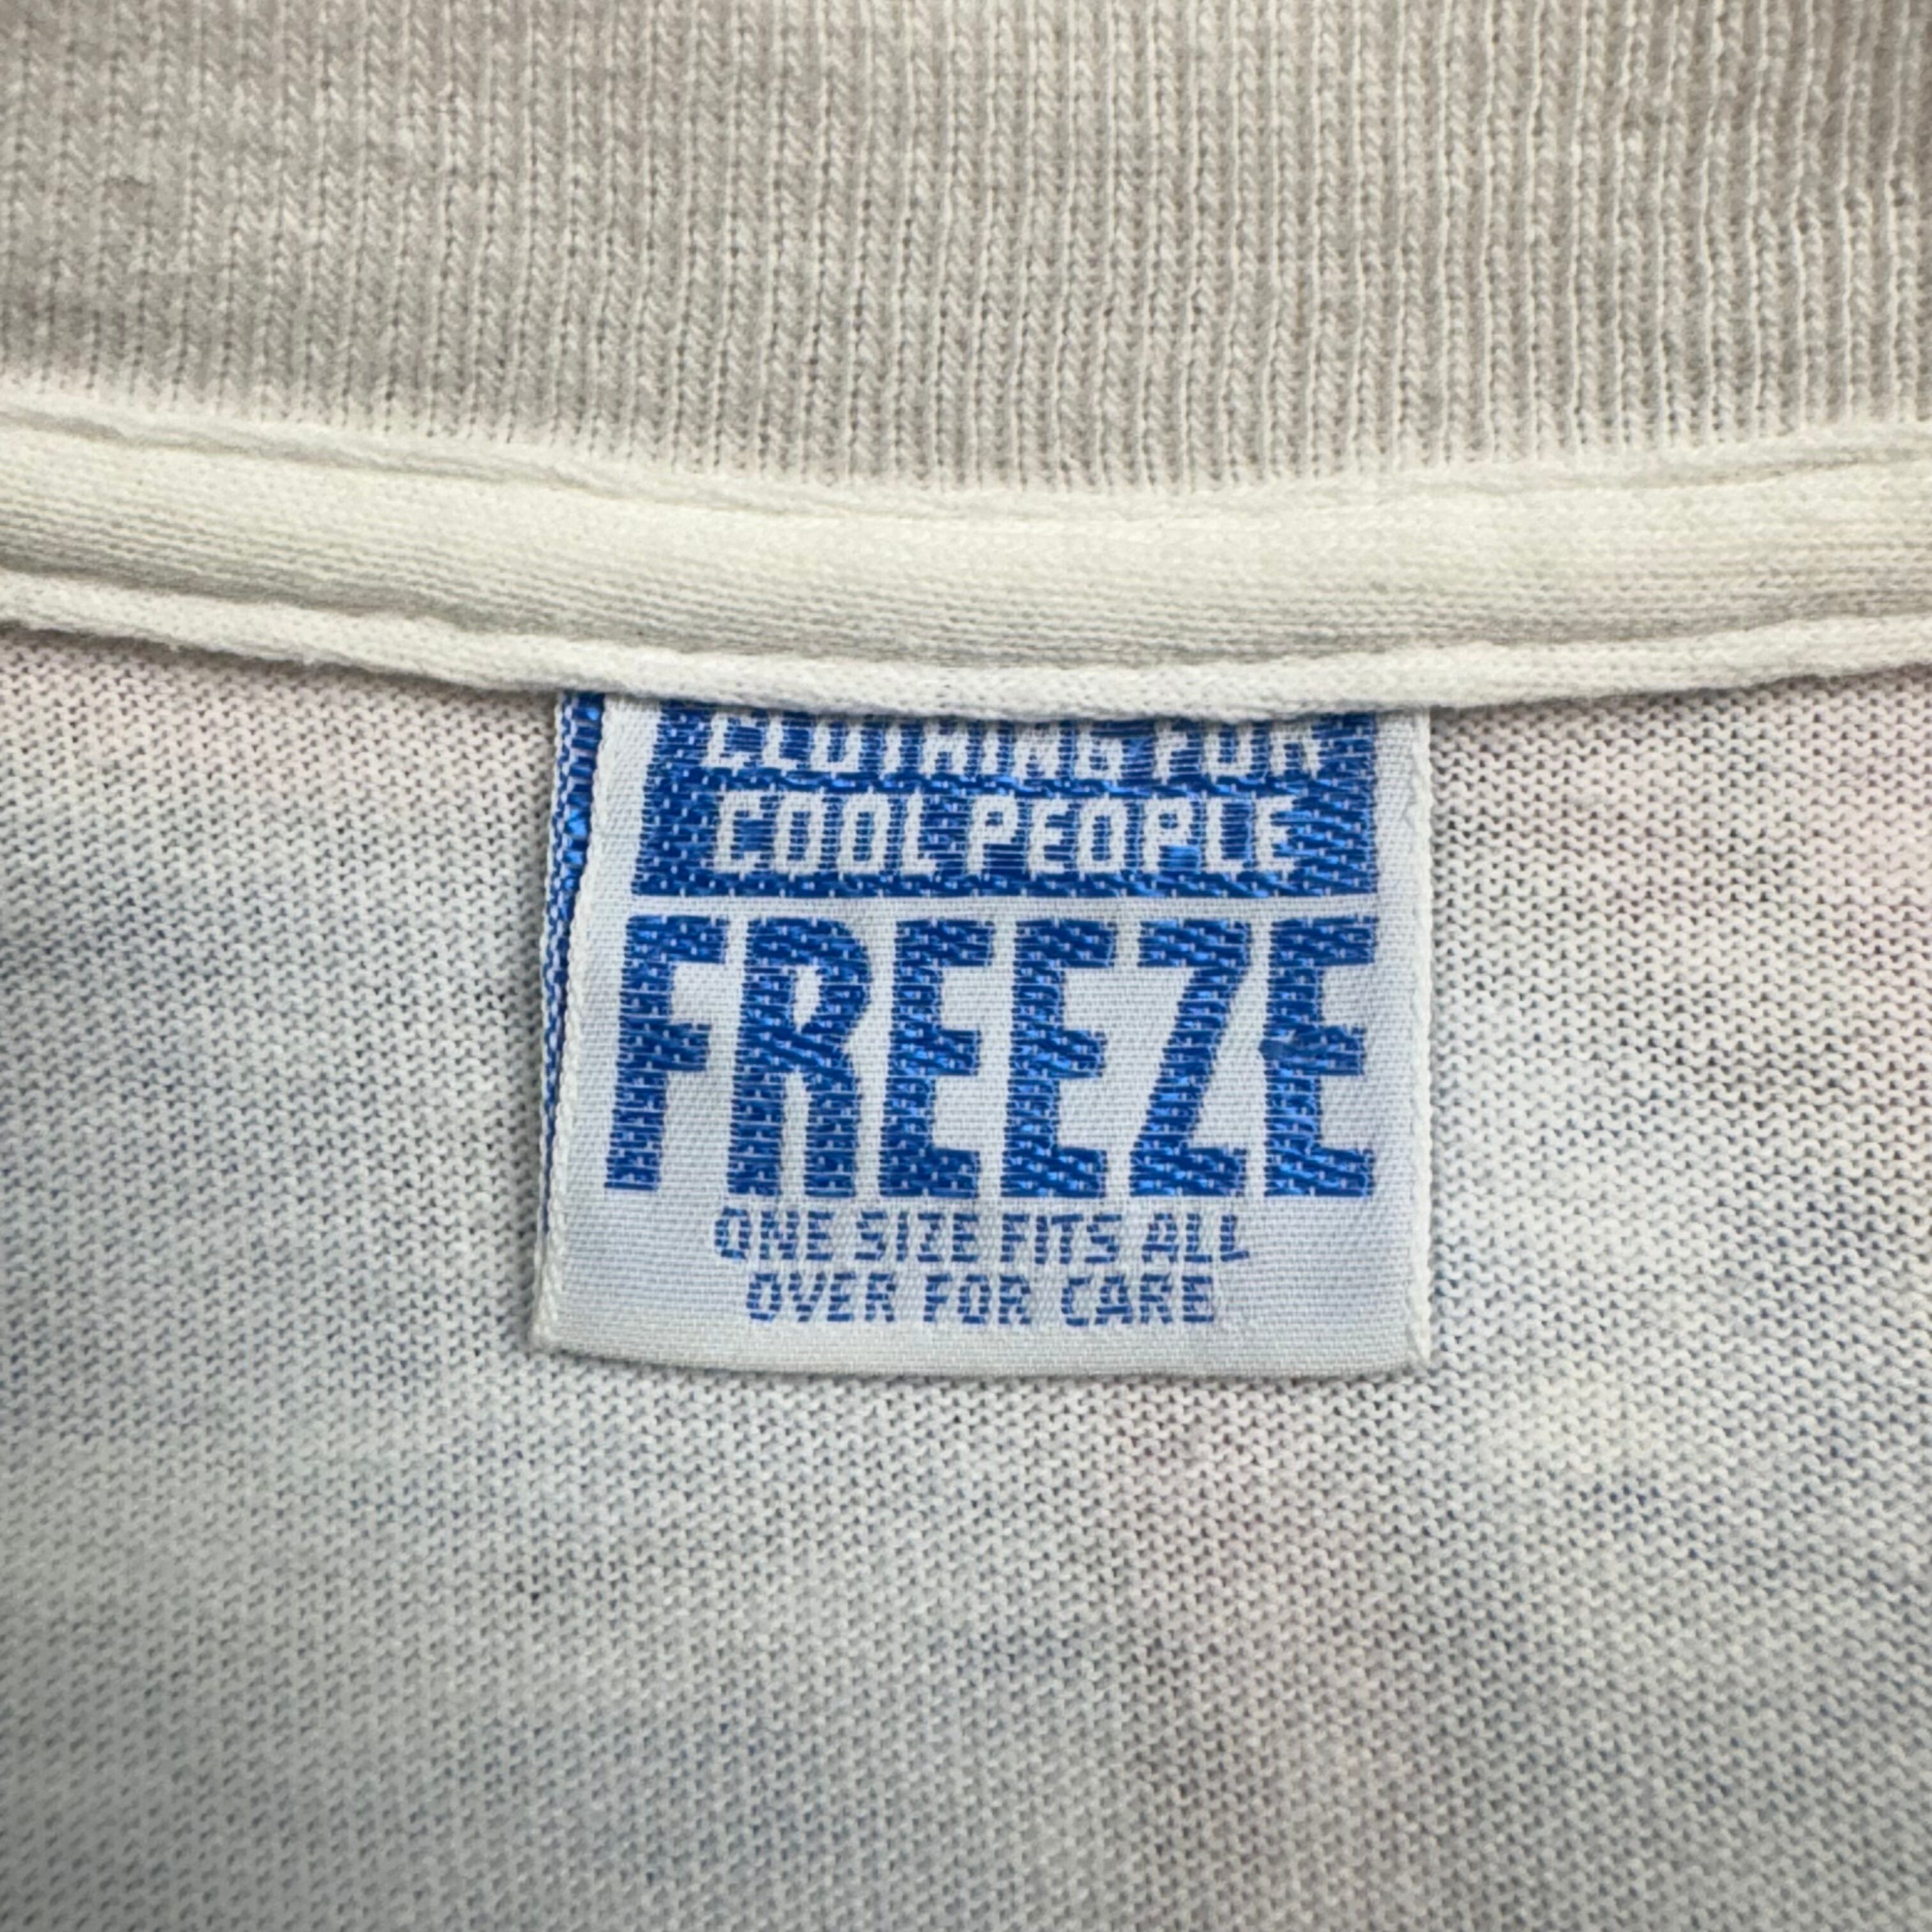 CLOTHING FOR
COOL PEOPLE
FREEZE
ONE SIZE FITS ALL
OVER FOR CARE